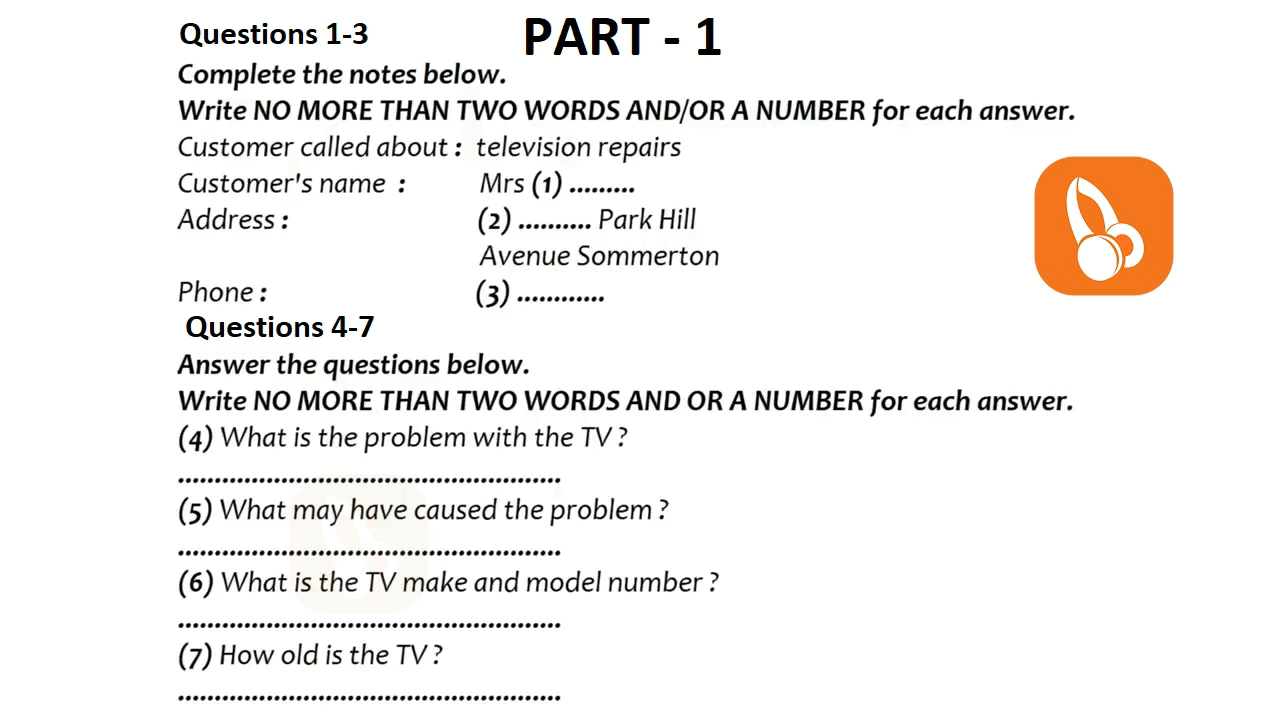 Questions 1-3
PART - 1
Complete the notes below.
Write NO MORE THAN TWO WORDS AND/OR A NUMBER for each answer.
Customer called about : television repairs
Customer's name : Mrs (1) .........
Address : (2) .......... Park Hill
Avenue Sommerton
Phone : (3) ............
Questions 4-7
Answer the questions below.
Write NO MORE THAN TWO WORDS AND OR A NUMBER for each answer.
(4) What is the problem with the TV ?
....................................................
(5) What may have caused the problem ?
....................................................
(6) What is the TV make and model number ?
....................................................
(7) How old is the TV ?
....................................................